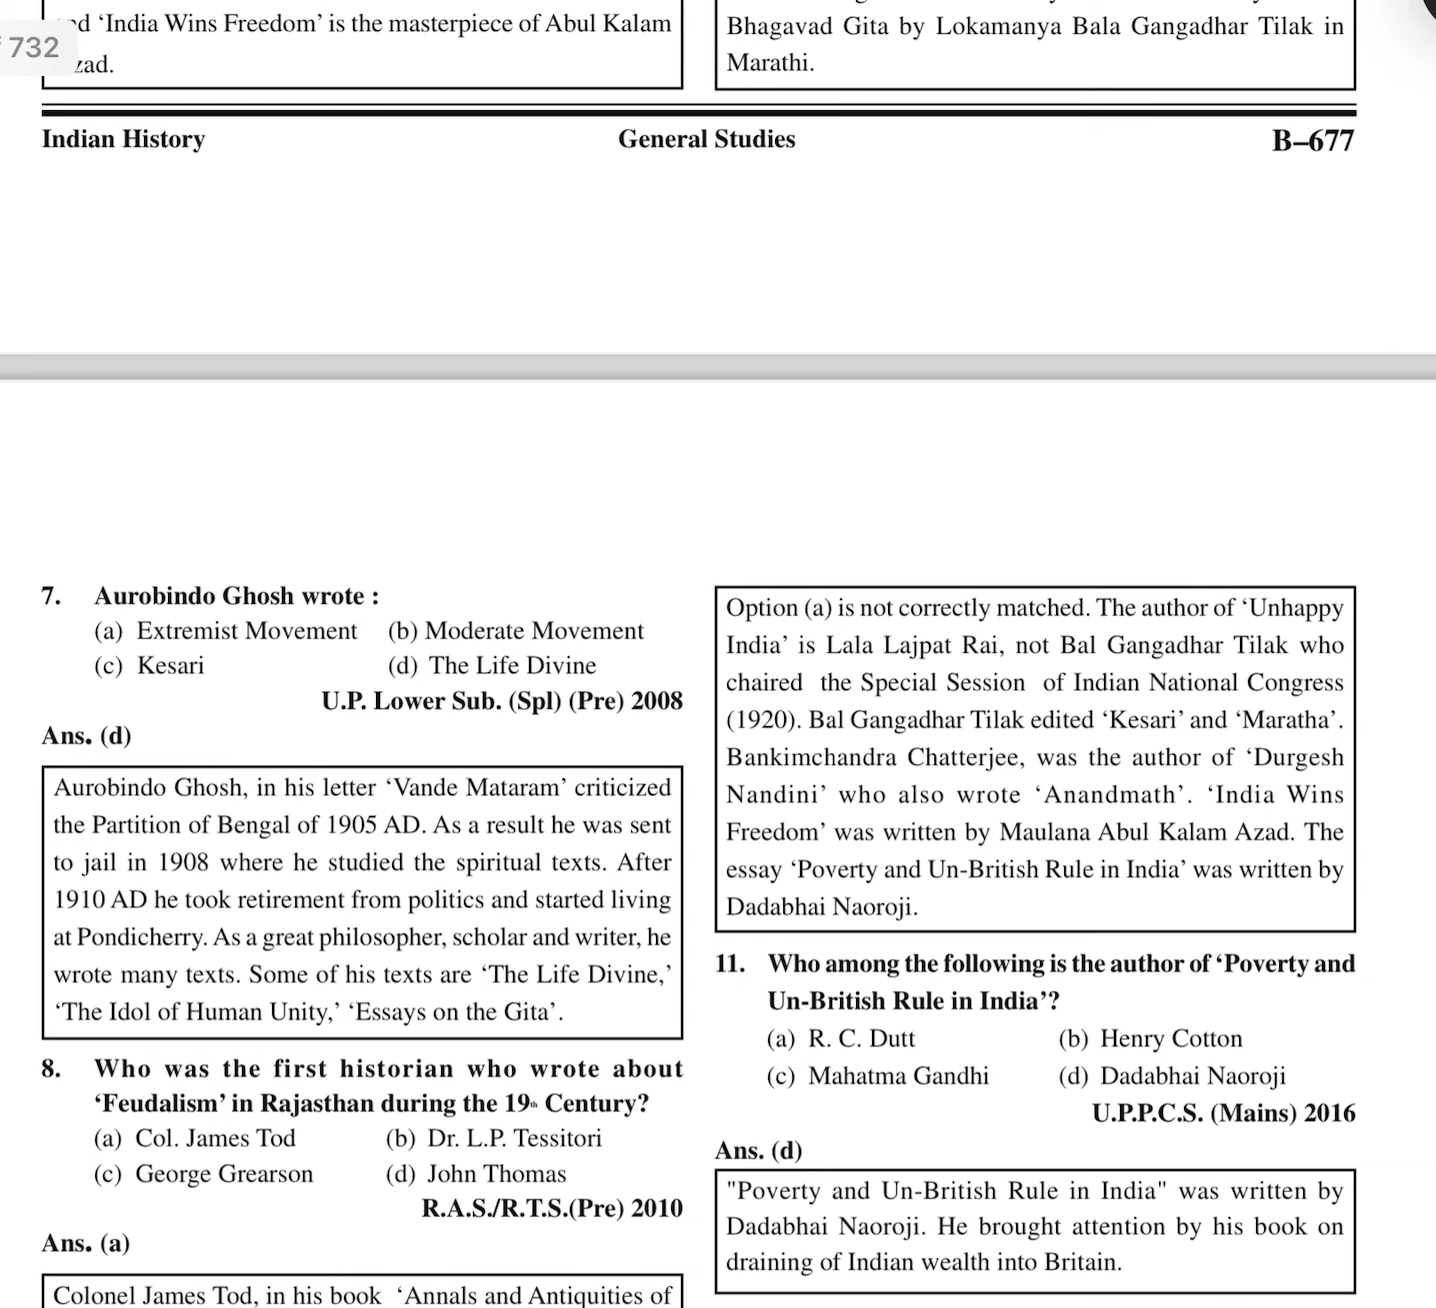 732
‘India Wins Freedom’ is the masterpiece of Abul Kalam
Bhagavad Gita by Lokamanya Bala Gangadhar Tilak in
Marathi.
Indian History
General Studies
B–677
7. Aurobindo Ghosh wrote :
(a) Extremist Movement (b) Moderate Movement
(c) Kesari (d) The Life Divine
U.P. Lower Sub. (Spl) (Pre) 2008
Ans. (d)
Aurobindo Ghosh, in his letter ‘Vande Mataram’ criticized
the Partition of Bengal of 1905 AD. As a result he was sent
to jail in 1908 where he studied the spiritual texts. After
1910 AD he took retirement from politics and started living
at Pondicherry. As a great philosopher, scholar and writer, he
wrote many texts. Some of his texts are ‘The Life Divine,’
‘The Idol of Human Unity,’ ‘Essays on the Gita’.
8. Who was the first historian who wrote about
‘Feudalism’ in Rajasthan during the 19th Century?
(a) Col. James Tod (b) Dr. L.P. Tessitori
(c) George Grearson (d) John Thomas
R.A.S./R.T.S.(Pre) 2010
Ans. (a)
Colonel James Tod, in his book ‘Annals and Antiquities of
Option (a) is not correctly matched. The author of ‘Unhappy
India’ is Lala Lajpat Rai, not Bal Gangadhar Tilak who
chaired the Special Session of Indian National Congress
(1920). Bal Gangadhar Tilak edited ‘Kesari’ and ‘Maratha’.
Bankimchandra Chatterjee, was the author of ‘Durgesh
Nandini’ who also wrote ‘Anandmath’. ‘India Wins
Freedom’ was written by Maulana Abul Kalam Azad. The
essay ‘Poverty and Un-British Rule in India’ was written by
Dadabhai Naoroji.
11. Who among the following is the author of ‘Poverty and
Un-British Rule in India’?
(a) R. C. Dutt (b) Henry Cotton
(c) Mahatma Gandhi (d) Dadabhai Naoroji
U.P.P.C.S. (Mains) 2016
Ans. (d)
"Poverty and Un-British Rule in India" was written by
Dadabhai Naoroji. He brought attention by his book on
draining of Indian wealth into Britain.